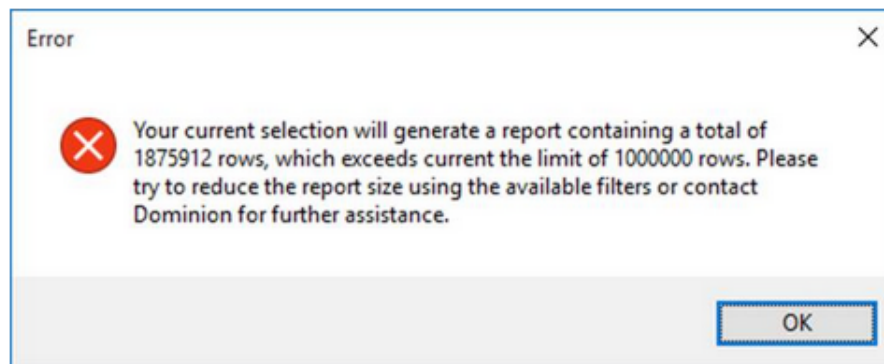 Error
Your current selection will generate a report containing a total of
1875912 rows, which exceeds current the limit of 1000000 rows. Please
try to reduce the report size using the available filters or contact
Dominion for further assistance.
OK